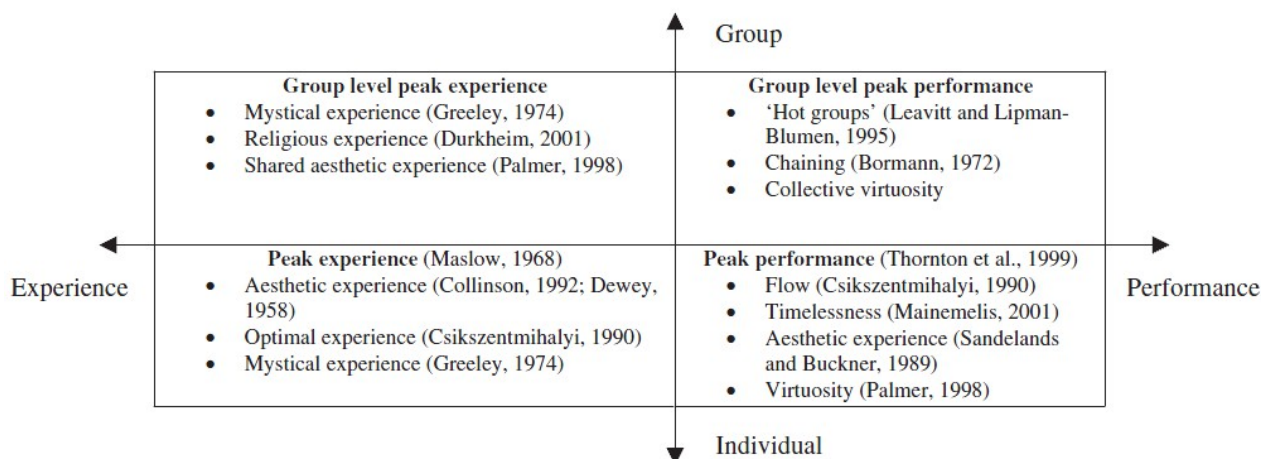 Group
Group level peak experience
• Mystical experience (Greeley, 1974)
• Religious experience (Durkheim, 2001)
• Shared aesthetic experience (Palmer, 1998)
Group level peak performance
• ‘Hot groups’ (Leavitt and Lipman-
Blumen, 1995)
• Chaining (Bormann, 1972)
• Collective virtuosity
Experience
Peak experience (Maslow, 1968)
• Aesthetic experience (Collinson, 1992; Dewey,
1958)
• Optimal experience (Csikszentmihalyi, 1990)
• Mystical experience (Greeley, 1974)
Peak performance (Thornton et al., 1999)
• Flow (Csikszentmihalyi, 1990)
• Timelessness (Mainemelis, 2001)
• Aesthetic experience (Sandelands
and Buckner, 1989)
• Virtuosity (Palmer, 1998)
Performance
Individual